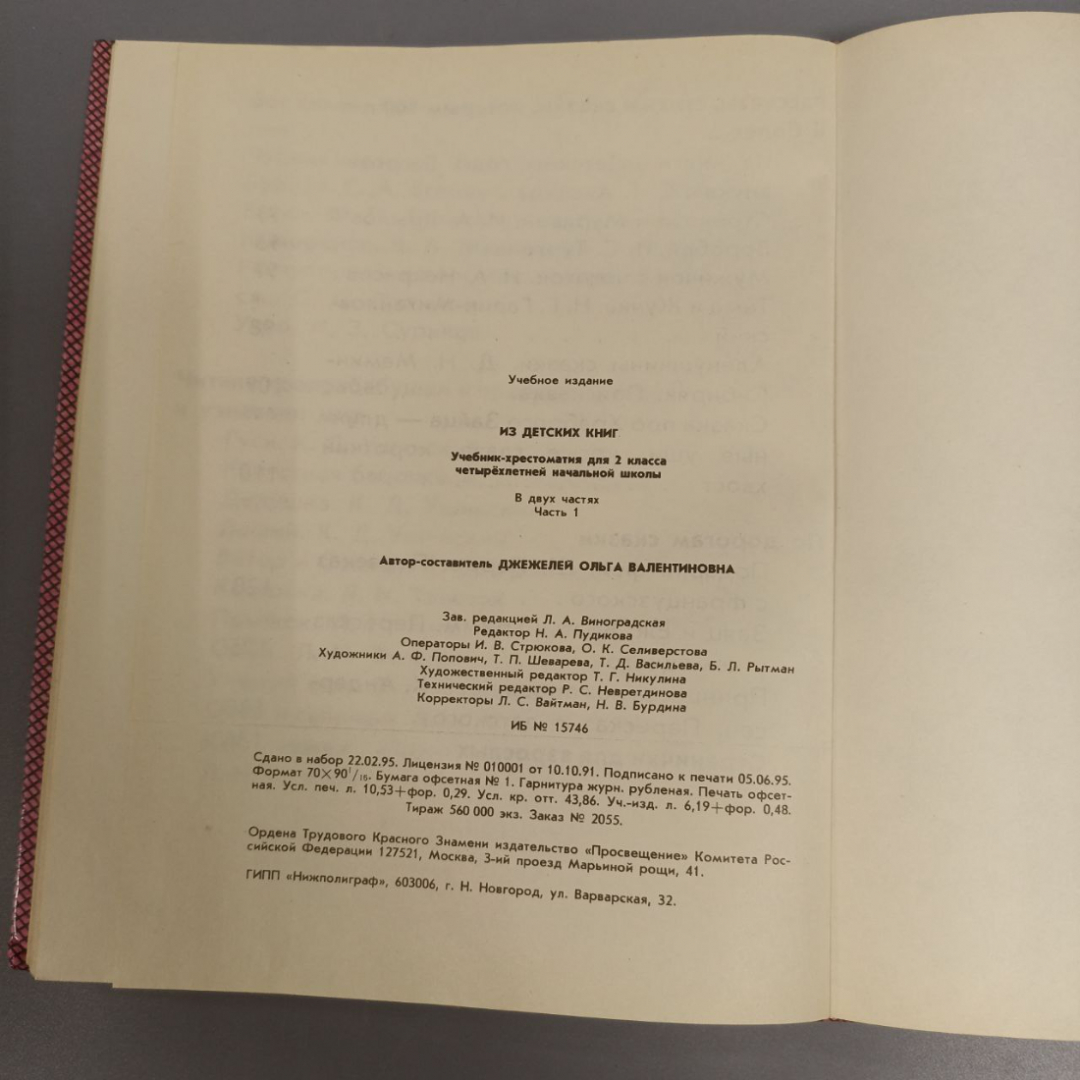 Учебное издание
ИЗ ДЕТСКИХ КНИГ
Учебник-хрестоматия для 2 класса
четырёхлетней начальной школы
В двух частях
Часть 1
Автор-составитель ДЖЕЖЕЛЕЙ ОЛЬГА ВАЛЕНТИНОВНА
Зав. редакцией Л. А. Виноградская
Редактор Н. А. Пудикова
Операторы И. В. Стрюкова, О. К. Селиверстова
Художники А. Ф. Попович, Т. П. Шеварева, Т. Д. Васильева, Б. Л. Рытман
Художественный редактор Т. Г. Никулина
Технический редактор Р. С. Невретдинова
Корректоры Л. С. Вайтман, Н. В. Бурдина
ИБ № 15746
Сдано в набор 22.02.95. Лицензия № 010001 от 10.10.91. Подписано к печати 05.06.95.
Формат 70×90¹/₁₆. Бумага офсетная № 1. Гарнитура журн. рубленая. Печать офсет-
ная. Усл. печ. л. 10,53+фор. 0,29. Усл. кр. отт. 43,86. Уч.-изд. л. 6,19+фор. 0,48.
Тираж 560 000 экз. Заказ № 2055.
Ордена Трудового Красного Знамени издательство «Просвещение» Комитета Рос-
сийской Федерации 127521, Москва, 3-ий проезд Марьиной рощи, 41.
ГИПП «Нижполиграф», 603006, г. Н. Новгород, ул. Варварская, 32.